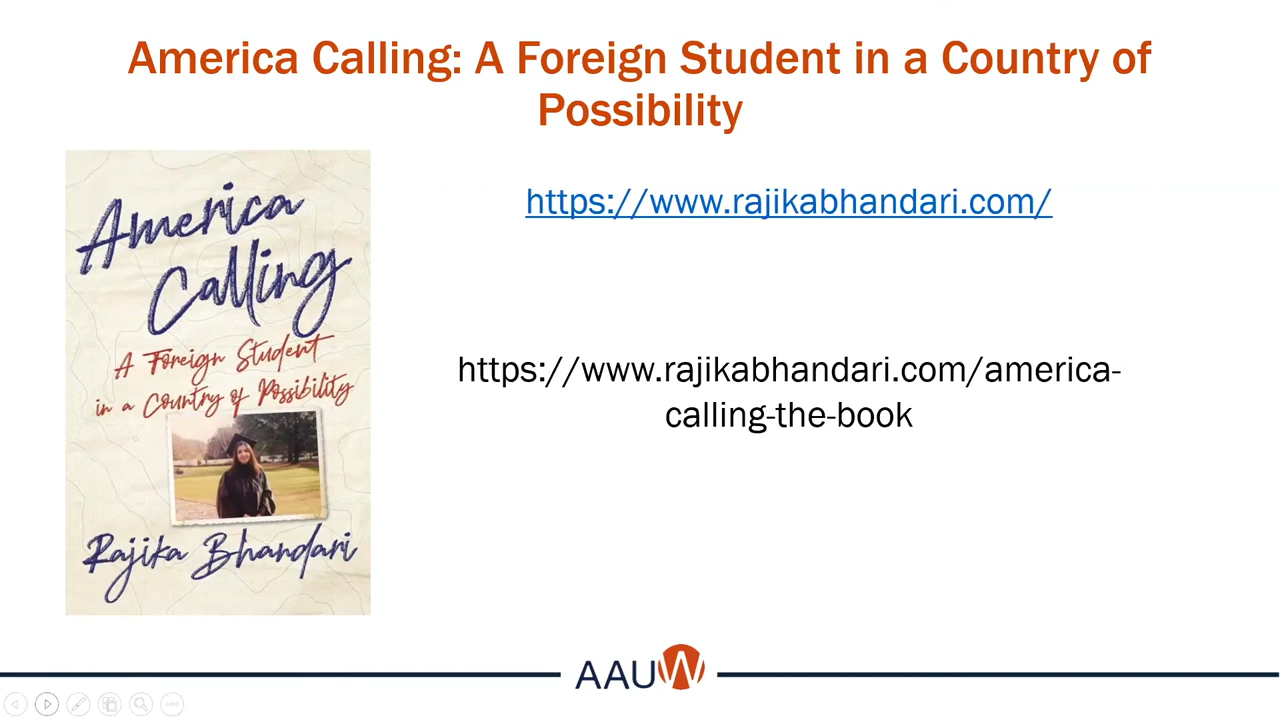 America Calling: A Foreign Student in a Country of
Possibility
America
Calling
A Foreign Student
in a Country of Possibility
Rajika Bhandari
https://www.rajikabhandari.com/
https://www.rajikabhandari.com/america-
calling-the-book
AAUW